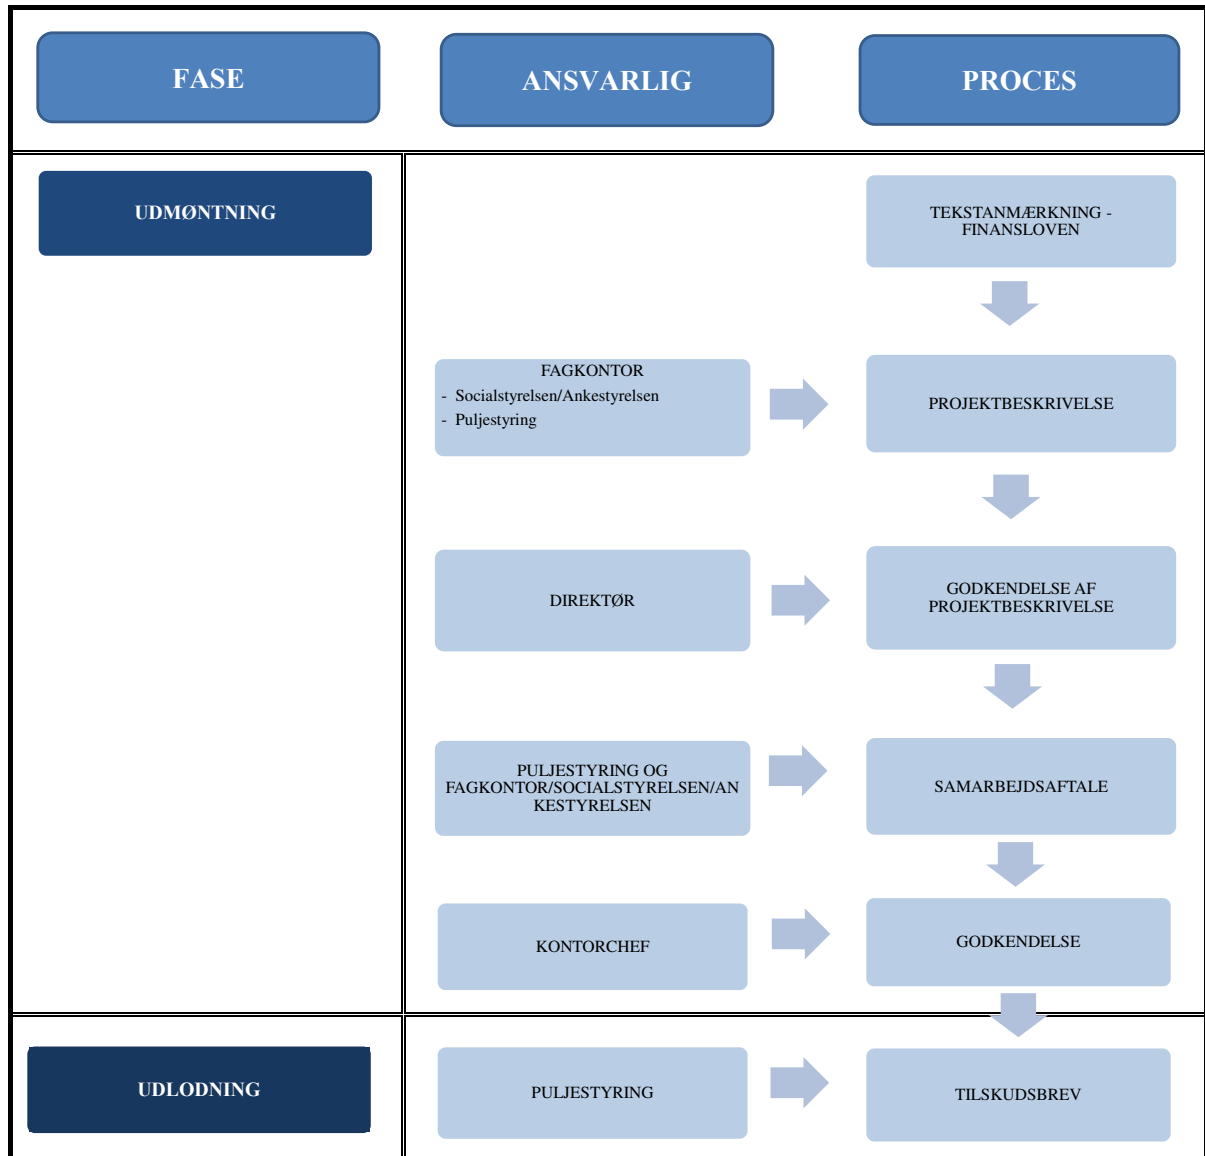 FASE
ANSVARLIG
PROCES
UDMØNTNING
TEKSTANMÆRKNING -
FINANSLOVEN
FAGKONTOR
- Socialstyrelsen/Ankestyrelsen
- Puljestyring
PROJEKTBESKRIVELSE
DIREKTØR
GODKENDELSE AF
PROJEKTBESKRIVELSE
PULJESTYRING OG
FAGKONTOR/SOCIALSTYRELSEN/AN
KESTYRELSEN
SAMARBEJDSAFTALE
KONTORCHEF
GODKENDELSE
UDLODNING
PULJESTYRING
TILSKUDSBREV